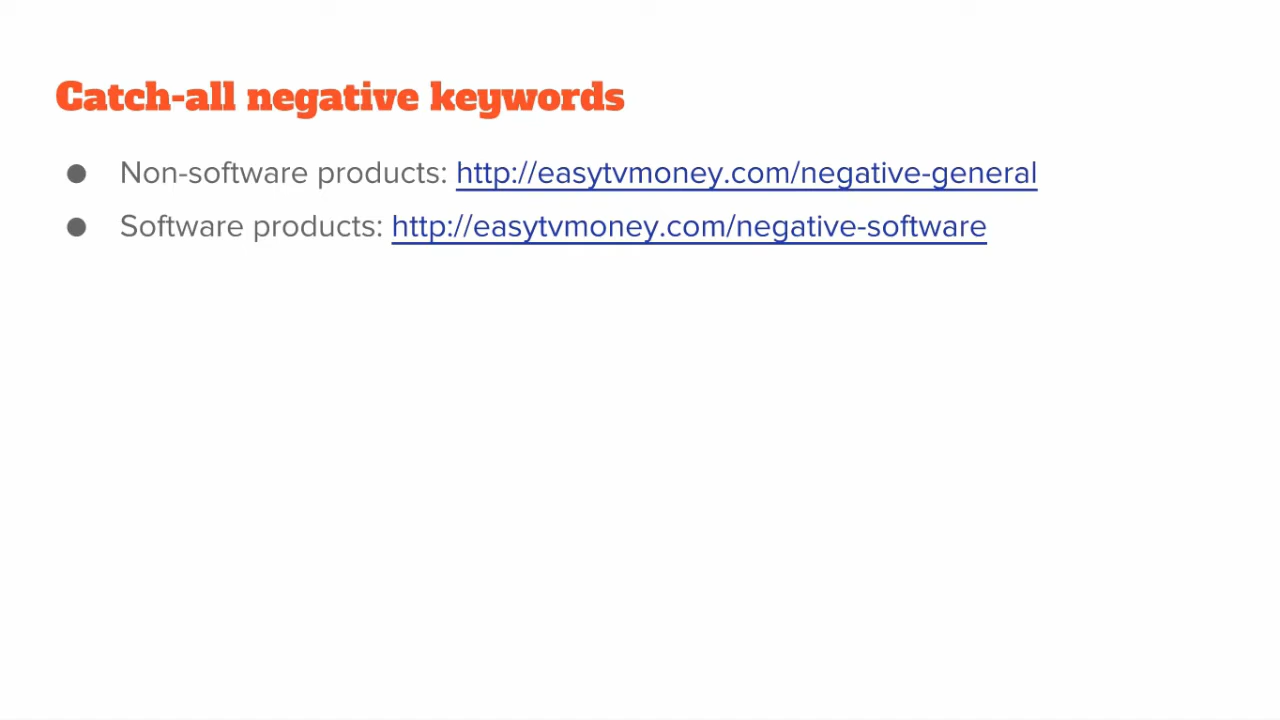 Catch-all negative keywords
● Non-software products: http://easytvmoney.com/negative-general
● Software products: http://easytvmoney.com/negative-software